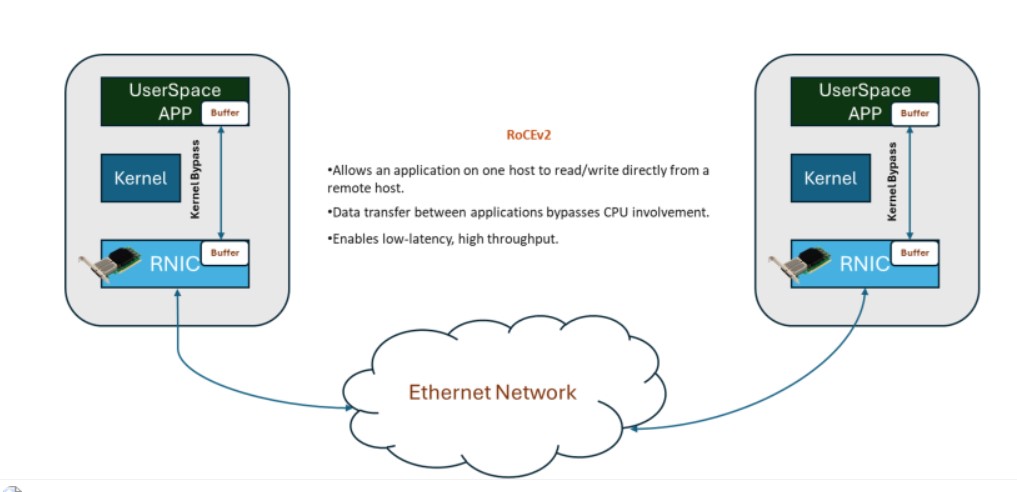 UserSpace
APP
Buffer
Kernel
Kernel Bypass
RNIC
Buffer
RoCEv2
•Allows an application on one host to read/write directly from a
remote host.
•Data transfer between applications bypasses CPU involvement.
•Enables low-latency, high throughput.
UserSpace
APP
Buffer
Kernel
Kernel Bypass
RNIC
Buffer
Ethernet Network